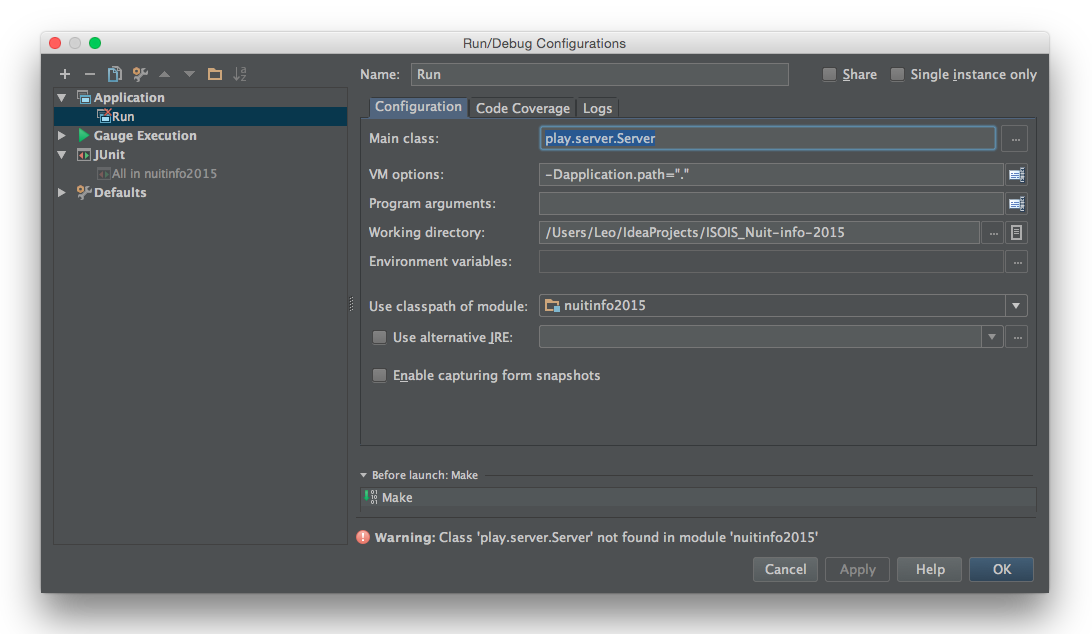 Run/Debug Configurations
Name: Run Share Single instance only
Application
Run
Gauge Execution
JUnit
All in nuitinfo2015
Defaults
Configuration Code Coverage Logs
Main class: play.server.Server ...
VM options: -Dapplication.path="."
Program arguments:
Working directory: /Users/Leo/IdeaProjects/ISOIS_Nuit-info-2015 ...
Environment variables: ...
Use classpath of module: nuitinfo2015
Use alternative JRE: ...
Enable capturing form snapshots
Before launch: Make
Make
Warning: Class 'play.server.Server' not found in module 'nuitinfo2015'
Cancel Apply Help OK